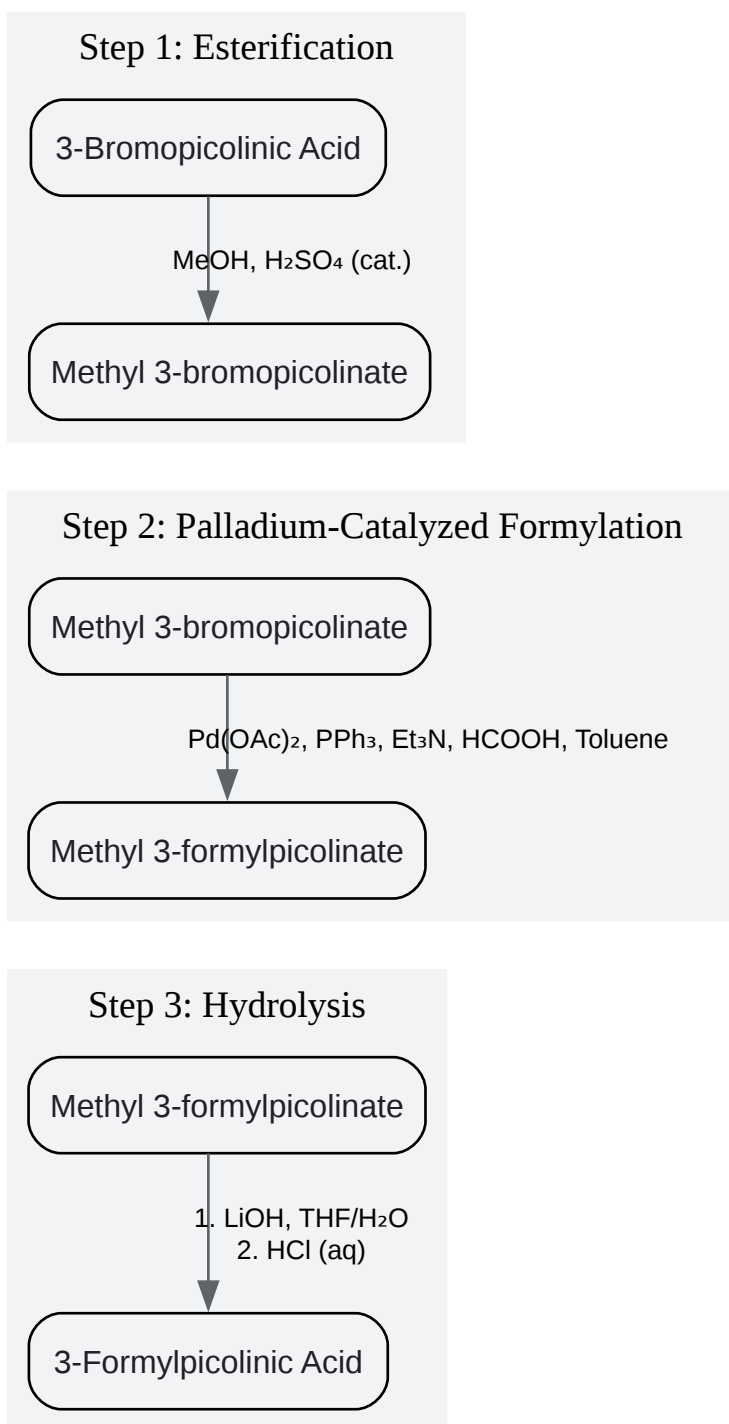 Step 1: Esterification
3-Bromopicolinic Acid
MeOH, H₂SO₄ (cat.)
Methyl 3-bromopicolinate
Step 2: Palladium-Catalyzed Formylation
Methyl 3-bromopicolinate
Pd(OAc)₂, PPh₃, Et₃N, HCOOH, Toluene
Methyl 3-formylpicolinate
Step 3: Hydrolysis
Methyl 3-formylpicolinate
1. LiOH, THF/H₂O
2. HCl (aq)
3-Formylpicolinic Acid